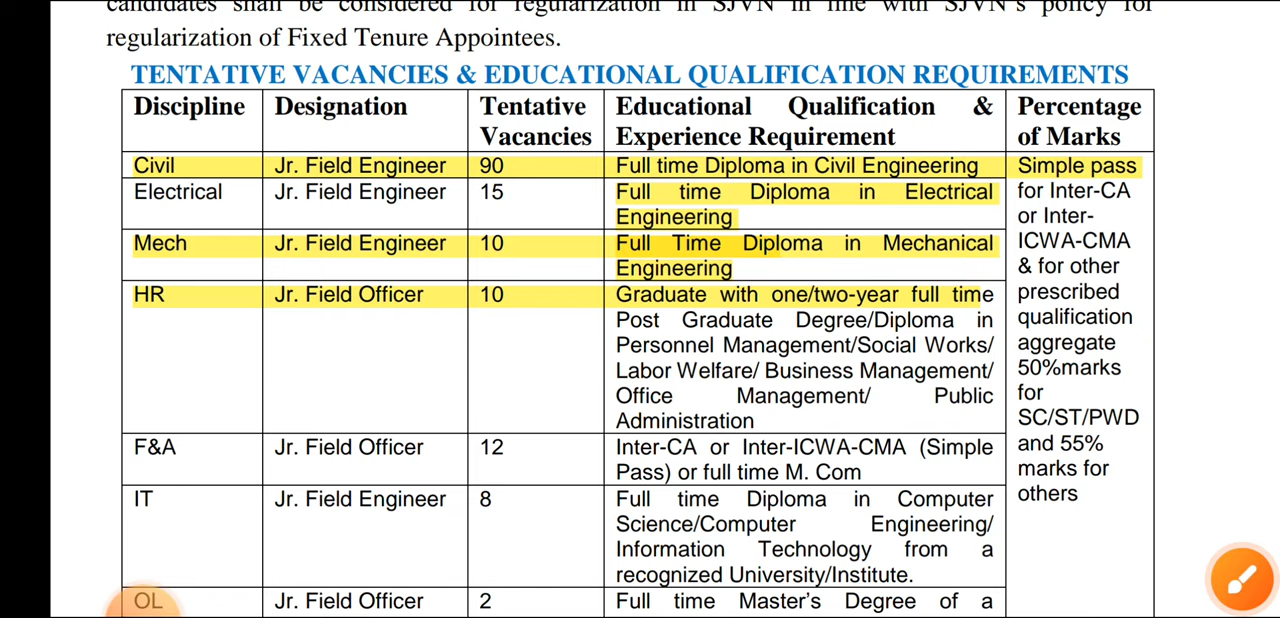 candidates shall be considered for regularization in SJVN in line with SJVN's policy for
regularization of Fixed Tenure Appointees.
TENTATIVE VACANCIES & EDUCATIONAL QUALIFICATION REQUIREMENTS
Discipline Designation Tentative Vacancies Educational Qualification & Experience Requirement Percentage of Marks
Civil Jr. Field Engineer 90 Full time Diploma in Civil Engineering
Electrical Jr. Field Engineer 15 Full time Diploma in Electrical
Engineering
Mech Jr. Field Engineer 10 Full Time Diploma in Mechanical
Engineering
HR Jr. Field Officer 10 Graduate with one/two-year full time
Post Graduate Degree/Diploma in
Personnel Management/Social Works/
Labor Welfare/ Business Management/
Office Management/ Public
Administration
F&A Jr. Field Officer 12 Inter-CA or Inter-ICWA-CMA (Simple
Pass) or full time M. Com
IT Jr. Field Engineer 8 Full time Diploma in Computer
Science/Computer Engineering/
Information Technology from a
recognized University/Institute.
OL Jr. Field Officer 2 Full time Master's Degree of a
Simple pass
for Inter-CA
or Inter-
ICWA-CMA
& for other
prescribed
qualification
aggregate
50%marks
for
SC/ST/PWD
and 55%
marks for
others